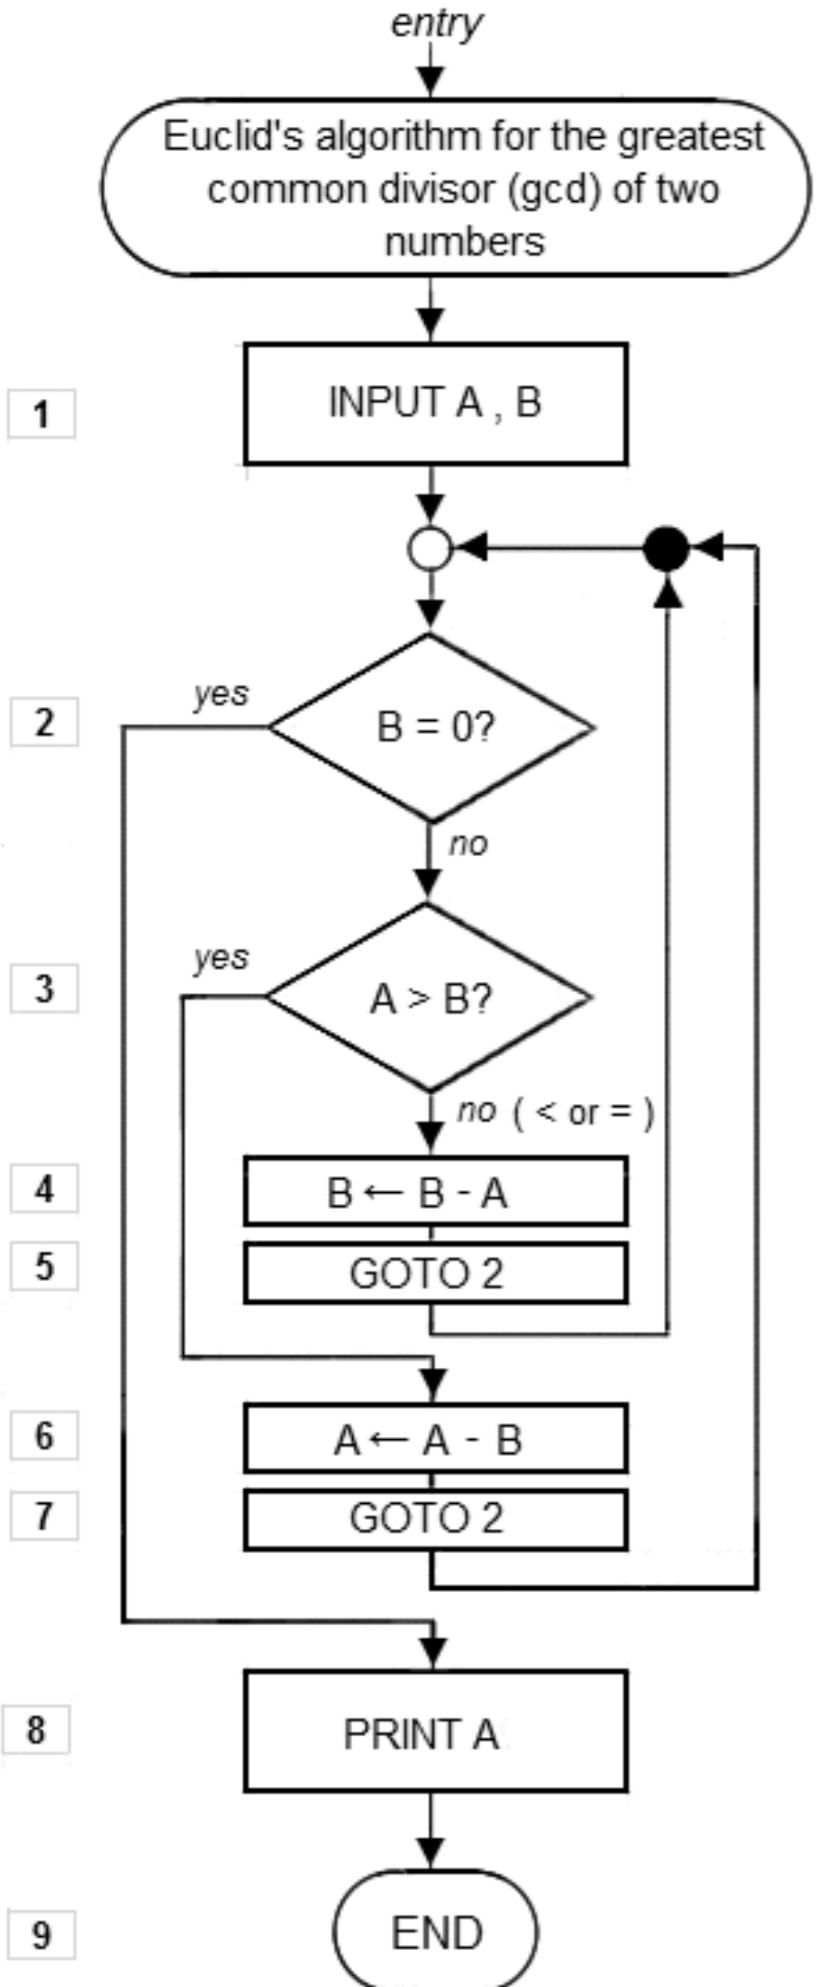 entry
Euclid's algorithm for the greatest
common divisor (gcd) of two
numbers
1
INPUT A , B
2
yes
B = 0?
no
3
yes
A > B?
no ( < or = )
4
B ← B - A
5
GOTO 2
6
A ← A - B
7
GOTO 2
8
PRINT A
9
END